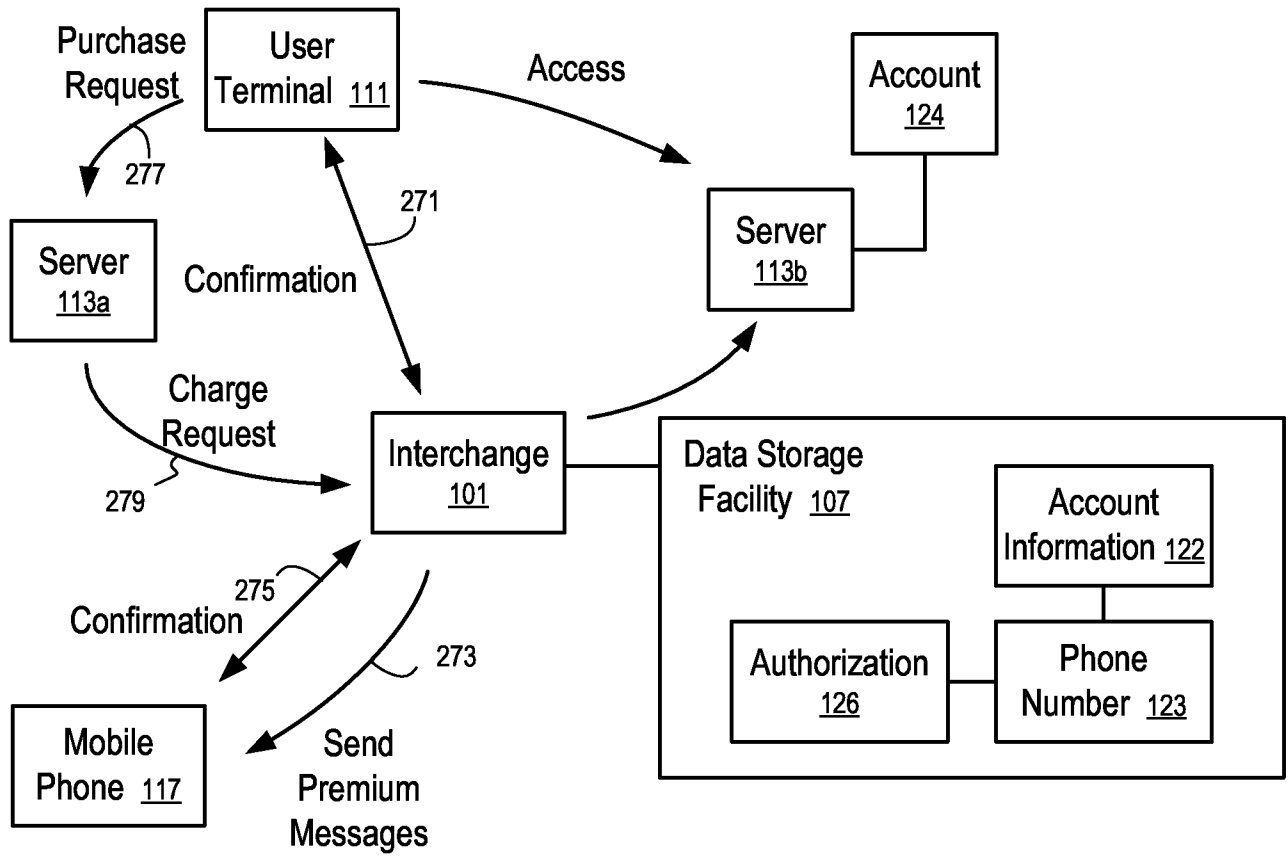 Purchase
Request
277
User
Terminal 111
Access
Account
124
271
Server
113a
Confirmation
Server
113b
Charge
Request
279
Interchange
101
Data Storage
Facility 107
Account
Information 122
275
Confirmation
273
Authorization
126
Phone
Number 123
Mobile
Phone 117
Send
Premium
Messages